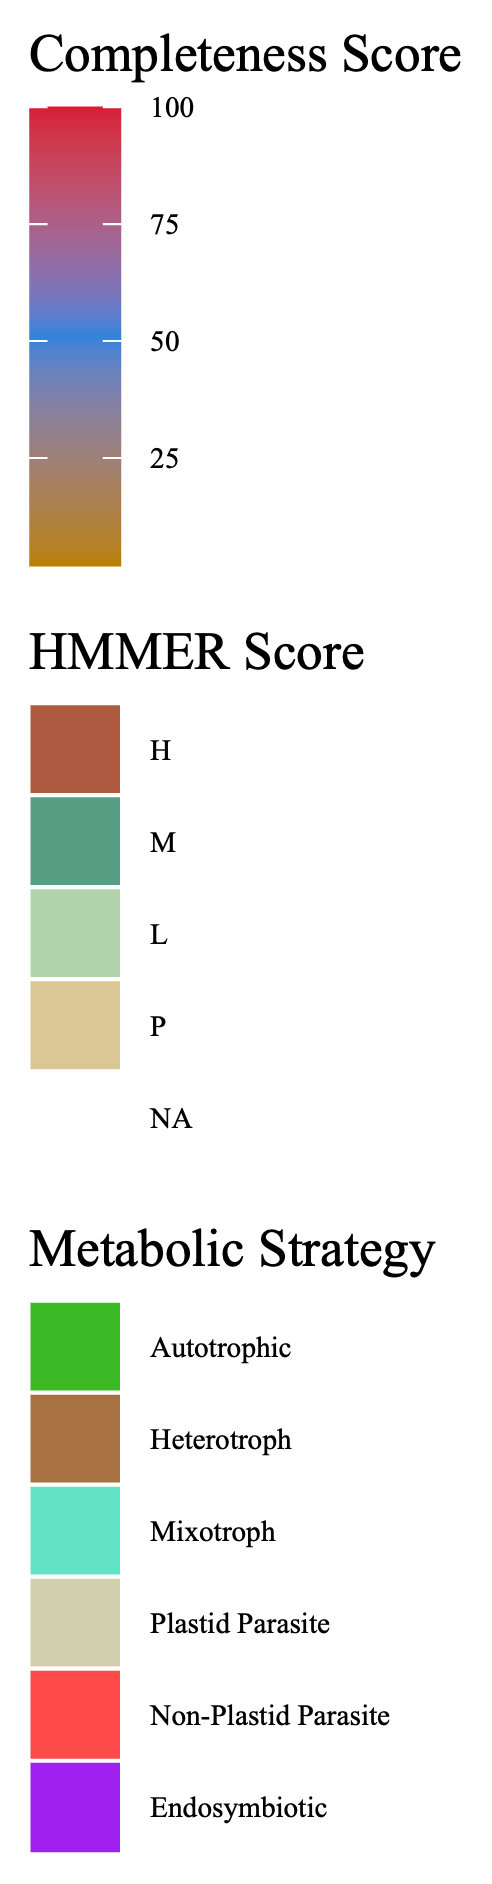 Completeness Score
100
75
50
25
HMMER Score
H
M
L
P
NA
Metabolic Strategy
Autotrophic
Heterotroph
Mixotroph
Plastid Parasite
Non-Plastid Parasite
Endosymbiotic